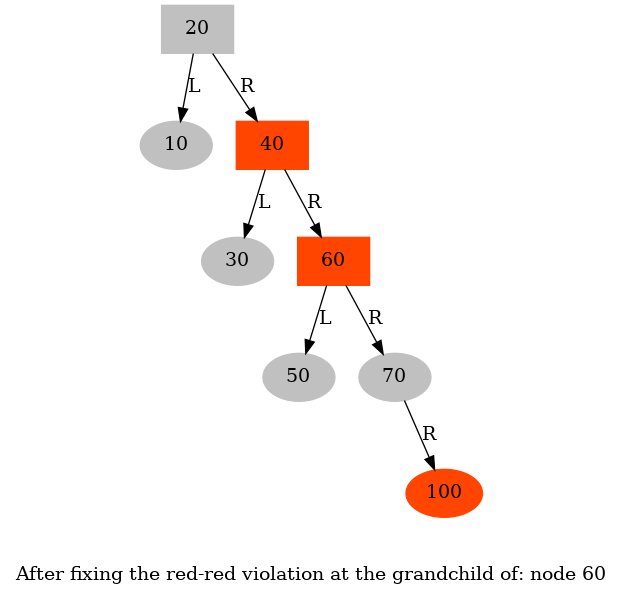 20
L R
10 40
L R
30 60
L R
50 70
R
100
After fixing the red-red violation at the grandchild of: node 60